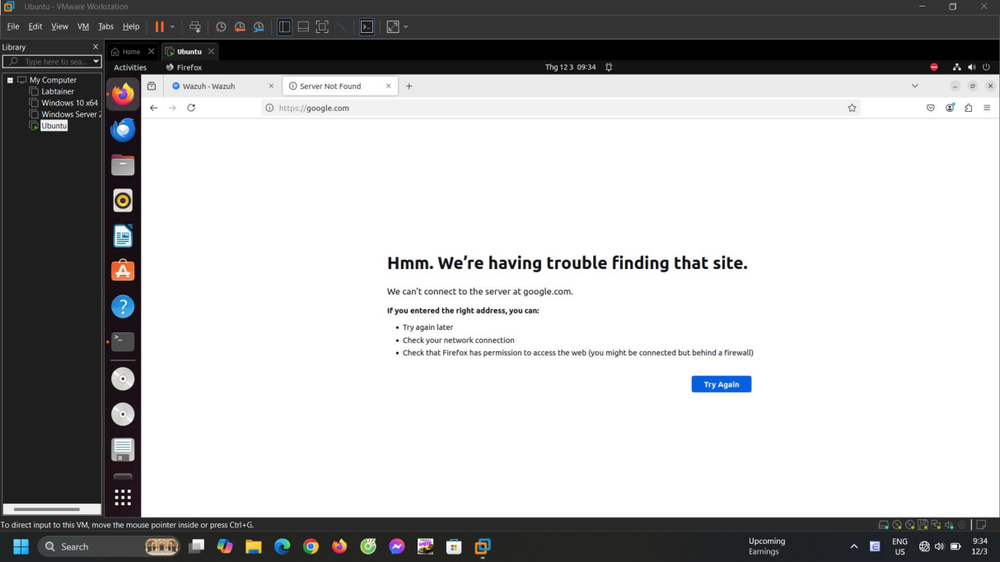 Ubuntu - VMware Workstation
File Edit View VM Tabs Help
Library
Type here to sea...
My Computer
Labtainer
Windows 10 x64
Windows Server 2
Ubuntu
Home
Ubuntu
Activities
Firefox
Thg 12 3 09:34
Wazuh - Wazuh
Server Not Found
https://google.com
Hmm. We're having trouble finding that site.
We can't connect to the server at google.com.
If you entered the right address, you can:
• Try again later
• Check your network connection
• Check that Firefox has permission to access the web (you might be connected but behind a firewall)
Try Again
To direct input to this VM, move the mouse pointer inside or press Ctrl+G.
Search
Upcoming
Earnings
ENG
US
9:34
12/3